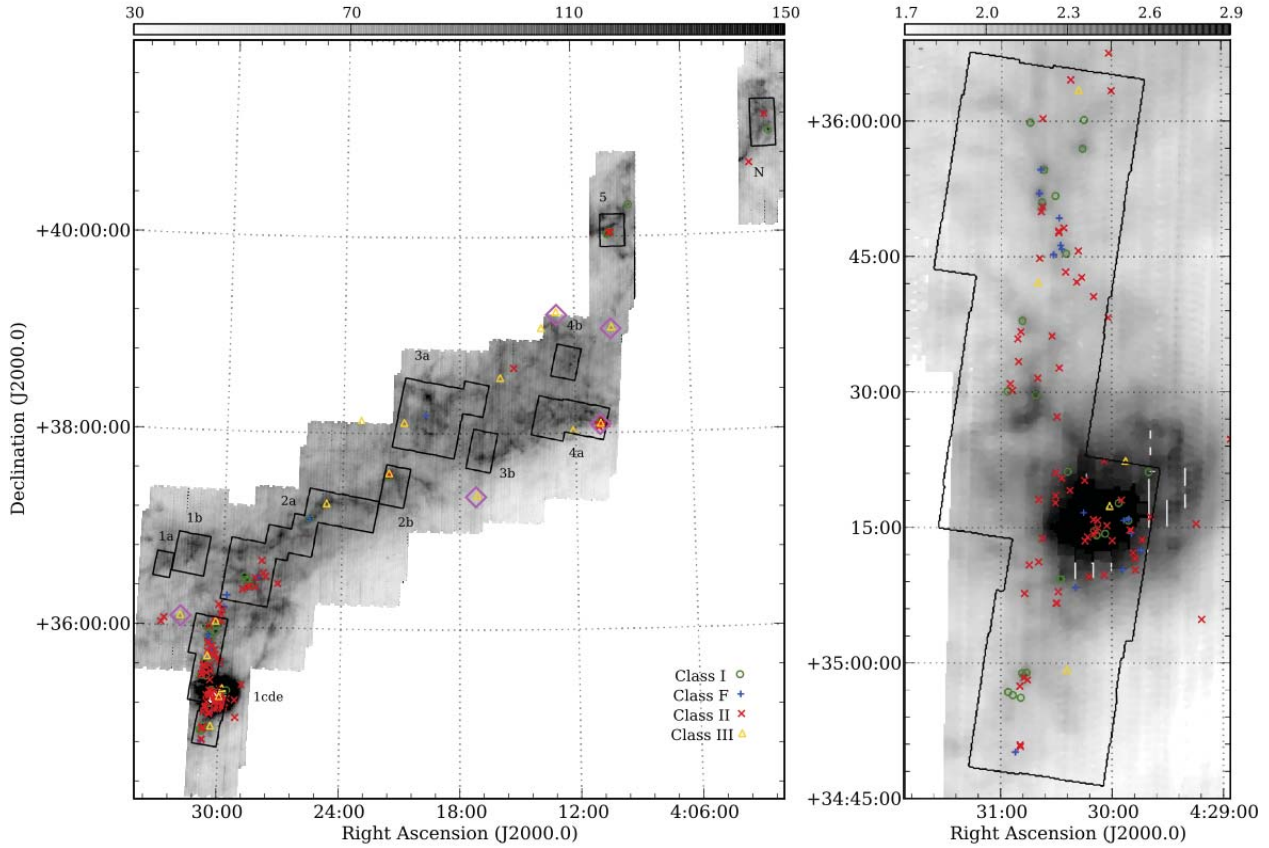 30 70 110 150
1.7 2.0 2.3 2.6 2.9
N
5
+40:00:00
4b
3a
+38:00:00
4a
3b
2a
2b
1b
1a
+36:00:00
1cde
Class I
Class F
Class II
Class III
30:00 24:00 18:00 12:00 4:06:00
Right Ascension (J2000.0)
Declination (J2000.0)
+36:00:00
45:00
+30:00
15:00
+35:00:00
+34:45:00
31:00 30:00 4:29:00
Right Ascension (J2000.0)